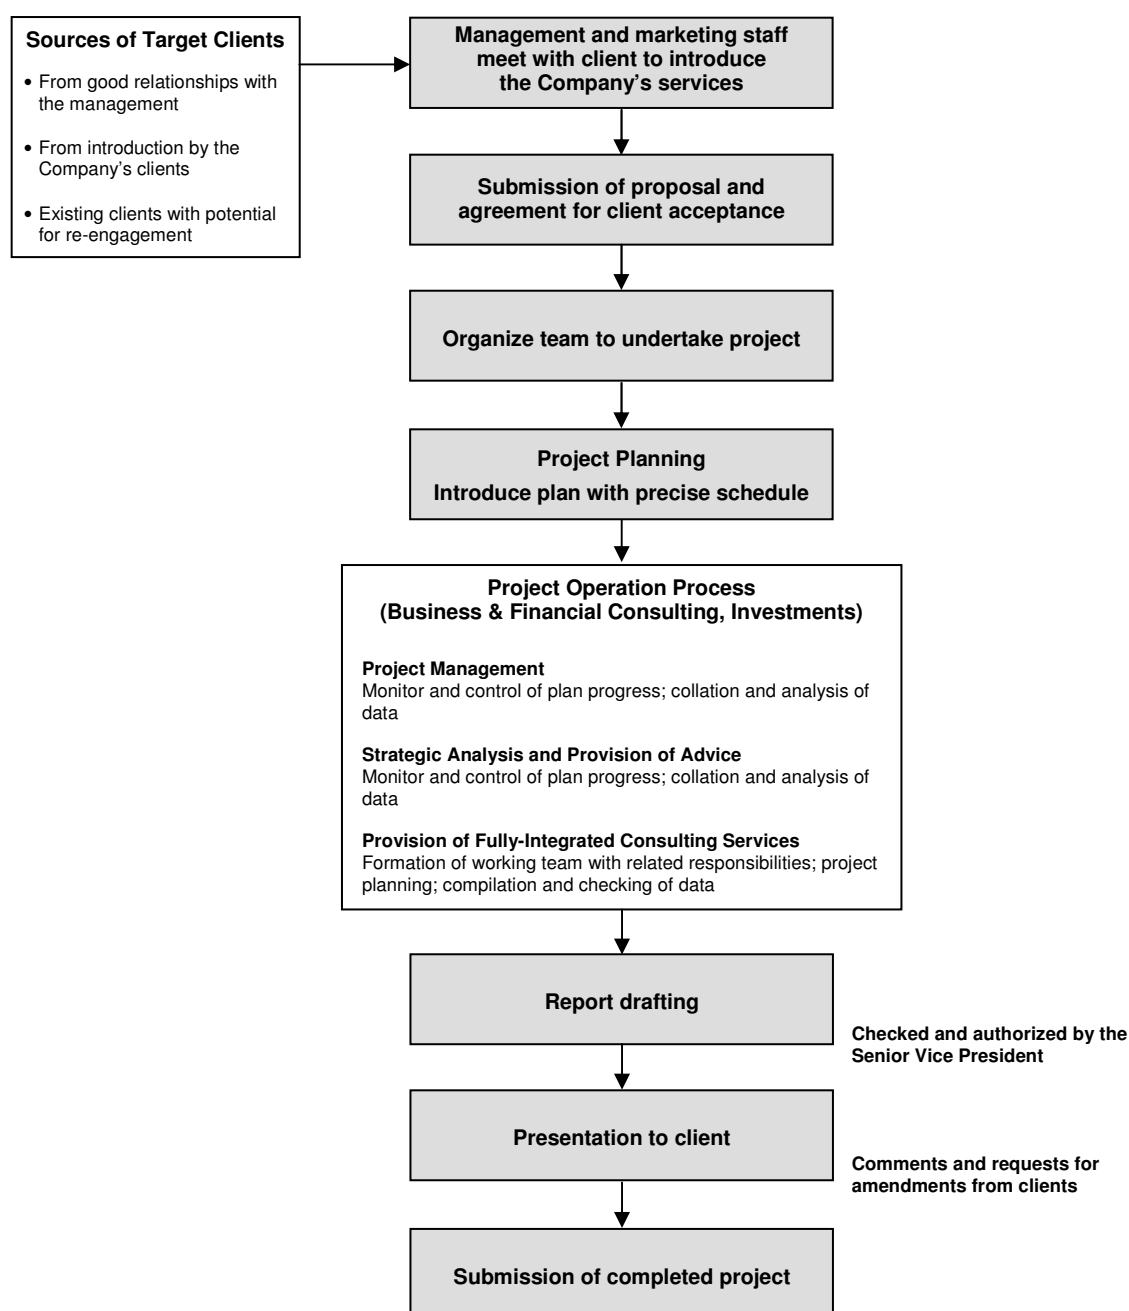 Sources of Target Clients
• From good relationships with
the management
• From introduction by the
Company's clients
• Existing clients with potential
for re-engagement
Management and marketing staff
meet with client to introduce
the Company's services
Submission of proposal and
agreement for client acceptance
Organize team to undertake project
Project Planning
Introduce plan with precise schedule
Project Operation Process
(Business & Financial Consulting, Investments)
Project Management
Monitor and control of plan progress; collation and analysis of
data
Strategic Analysis and Provision of Advice
Monitor and control of plan progress; collation and analysis of
data
Provision of Fully-Integrated Consulting Services
Formation of working team with related responsibilities; project
planning; compilation and checking of data
Report drafting
Checked and authorized by the
Senior Vice President
Presentation to client
Comments and requests for
amendments from clients
Submission of completed project